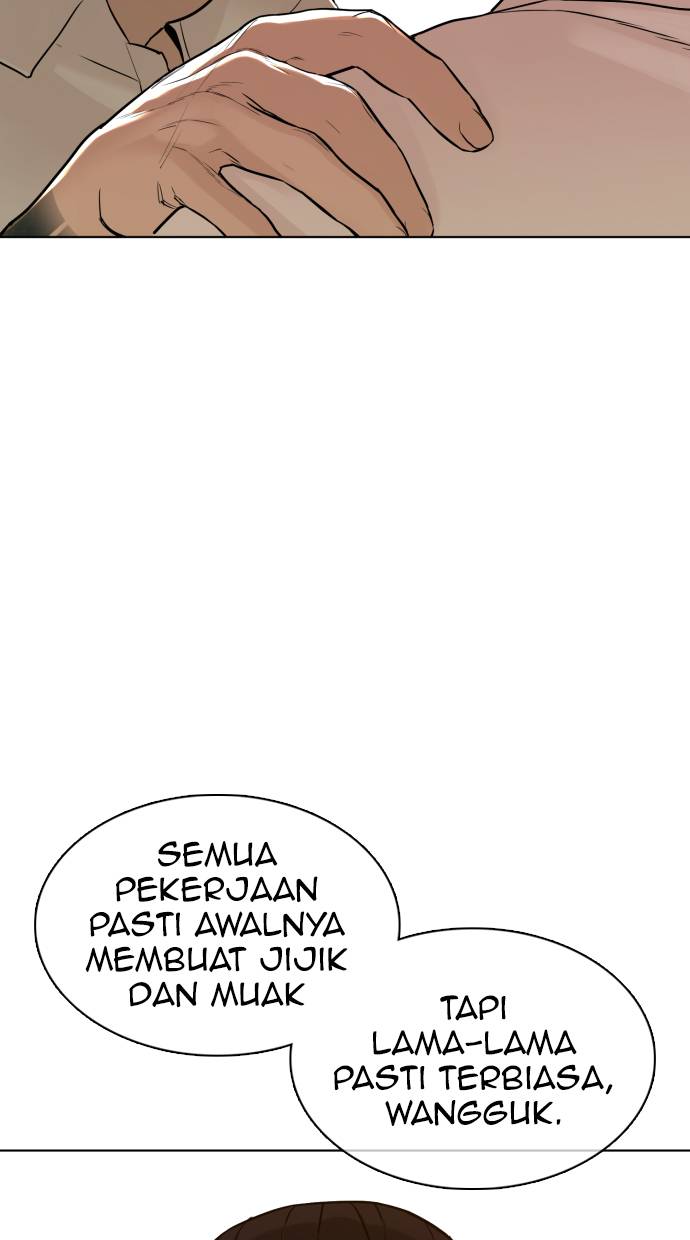 SEMUA
PEKERJAAN
PASTI AWALNYA
MEMBUAT JIJIK
DAN MUAK
TAPI
LAMA-LAMA
PASTI TERBIASA,
WANGGUK.